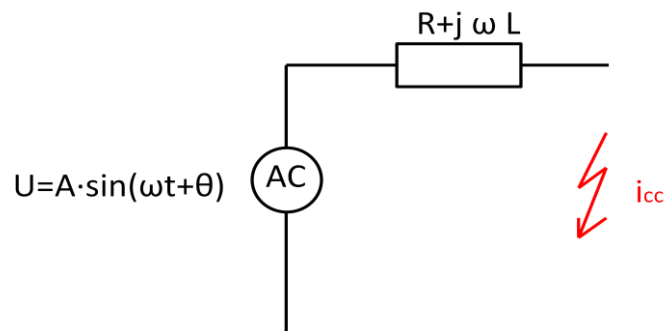 R+j ω L
U=A·sin(ωt+θ)
AC
icc